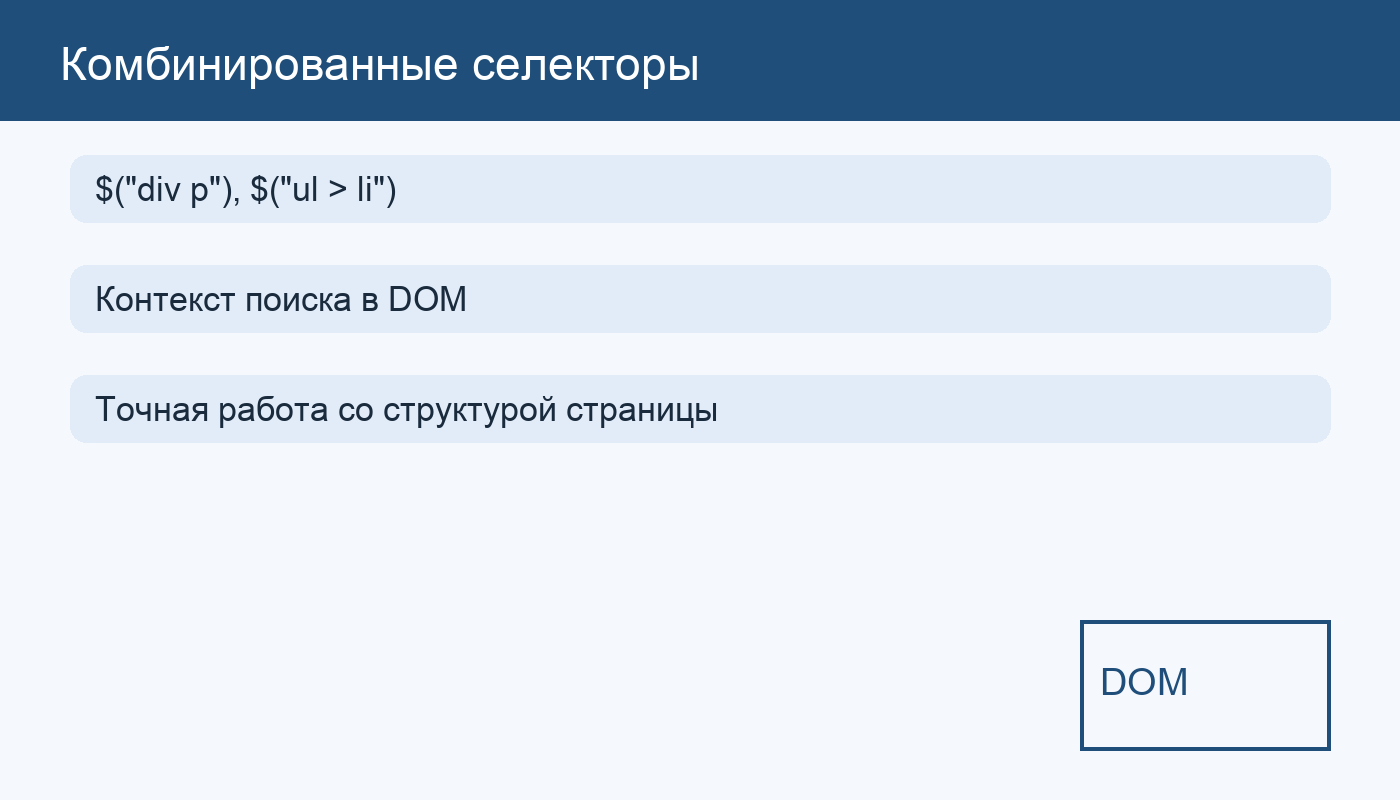 Комбинированные селекторы
$("div p"), $("ul > li")
Контекст поиска в DOM
Точная работа со структурой страницы
DOM